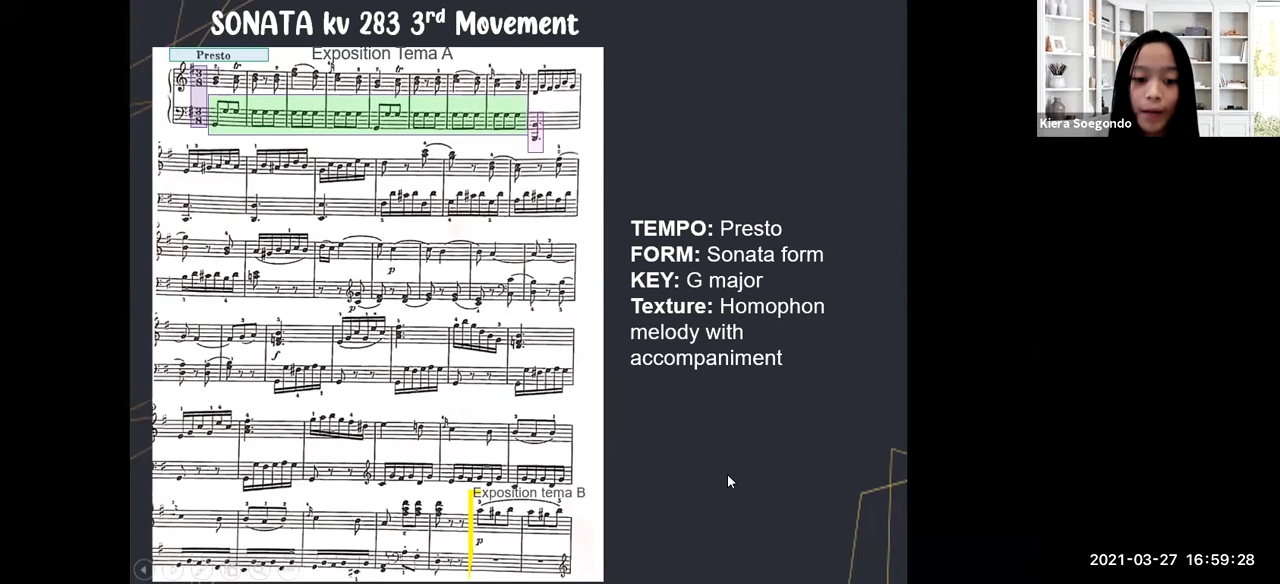 SONATA kv 283 3rd Movement
Presto
Exposition Tema A
Kiera Soegondo
TEMPO: Presto
FORM: Sonata form
KEY: G major
Texture: Homophon
melody with
accompaniment
p
p
f
Exposition tema B
p
2021-03-27 16:59:28